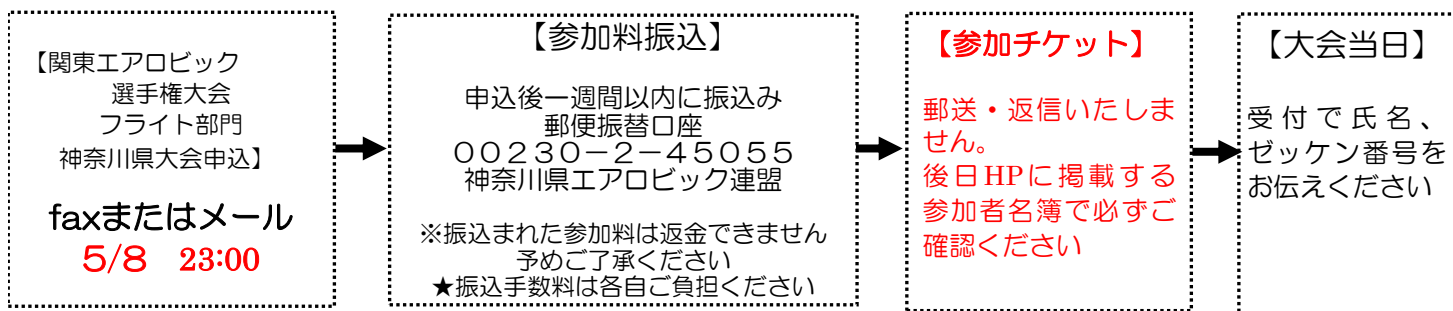 【関東エアロビック
選手権大会
フライト部門
神奈川県大会申込】
faxまたはメール
5/8 23:00
【参加料振込】
申込後一週間以内に振込み
郵便振替口座
００２３０－２－４５０５５
神奈川県エアロビック連盟
※振込まれた参加料は返金できません
予めご了承ください
★振込手数料は各自ご負担ください
【参加チケット】
郵送・返信いたしま
せん。
後日HPに掲載する
参加者名簿で必ずご
確認ください
【大会当日】
受付で氏名、
ゼッケン番号を
お伝えください